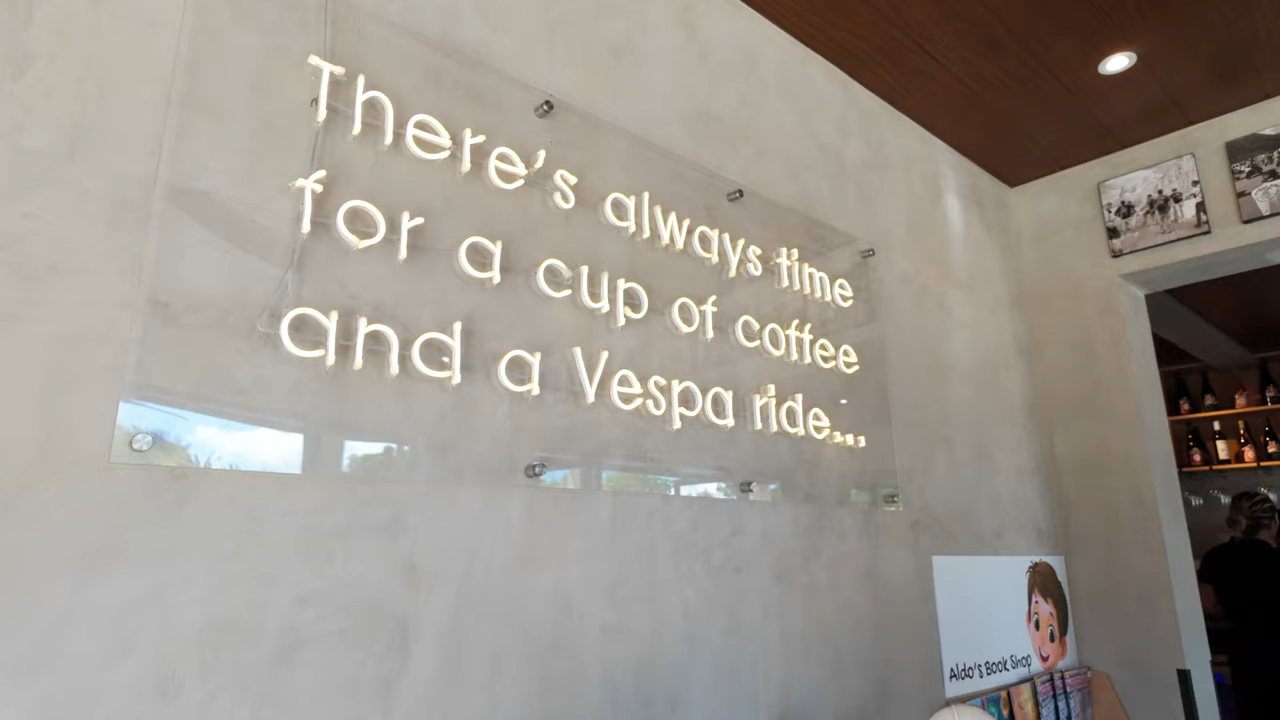 There's always time
for a cup of coffee
and a Vespa ride...
Aldo's Book Shop